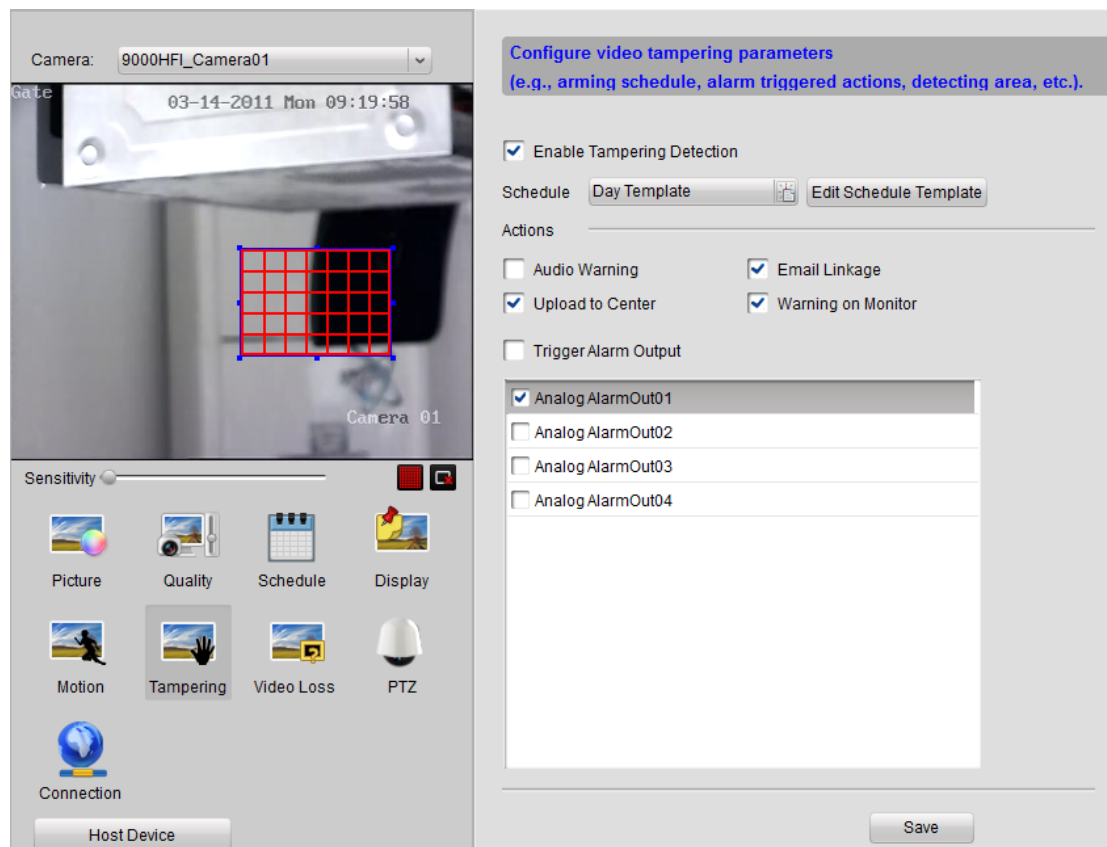 Camera: 9000HFI_Camera01
Gate
03-14-2011 Mon 09:19:58
Camera 01
Sensitivity
Picture Quality Schedule Display
Motion Tampering Video Loss PTZ
Connection
Host Device
Configure video tampering parameters
(e.g., arming schedule, alarm triggered actions, detecting area, etc.).
Enable Tampering Detection
Schedule Day Template Edit Schedule Template
Actions
Audio Warning Email Linkage
Upload to Center Warning on Monitor
Trigger Alarm Output
Analog AlarmOut01
Analog AlarmOut02
Analog AlarmOut03
Analog AlarmOut04
Save